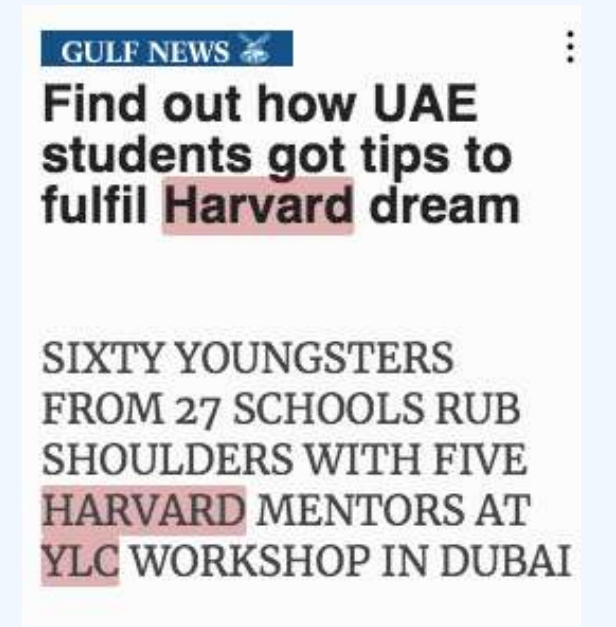 GULF NEWS
Find out how UAE
students got tips to
fulfil Harvard dream
SIXTY YOUNGSTERS
FROM 27 SCHOOLS RUB
SHOULDERS WITH FIVE
HARVARD MENTORS AT
YLC WORKSHOP IN DUBAI